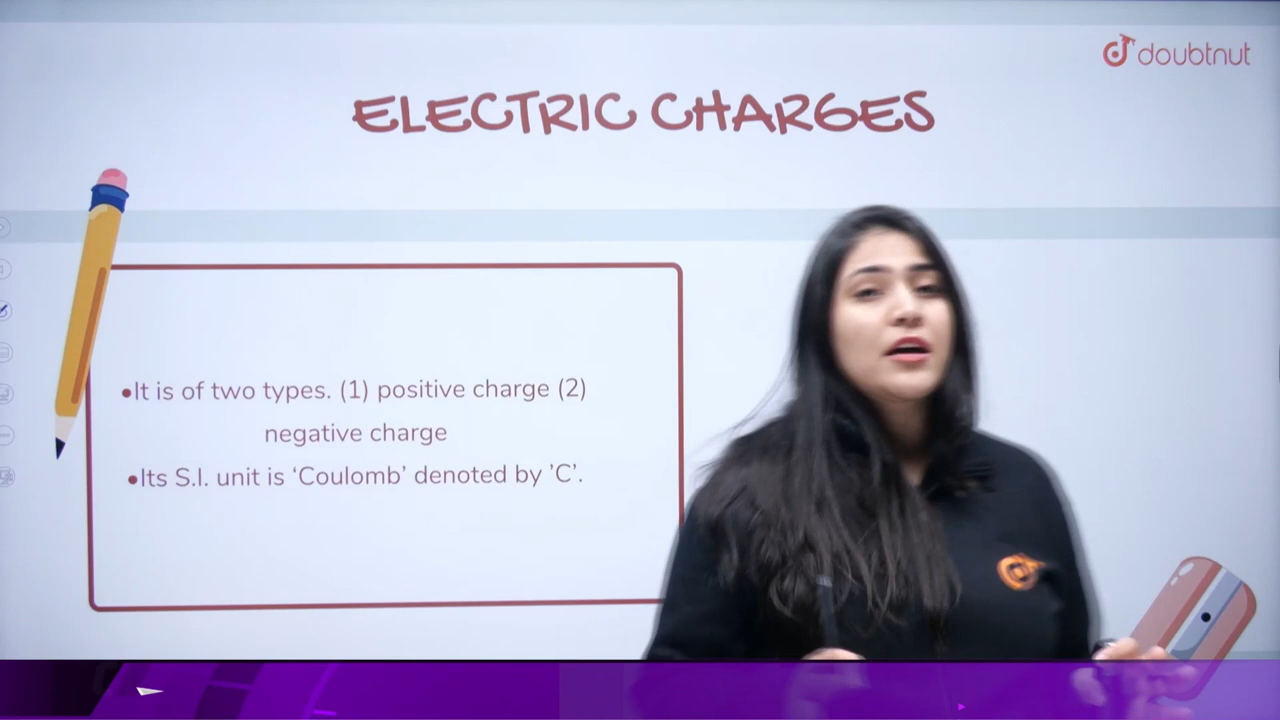 doubtnut
ELECTRIC CHARGES
•It is of two types. (1) positive charge (2)
negative charge
•Its S.I. unit is ‘Coulomb’ denoted by ’C’.